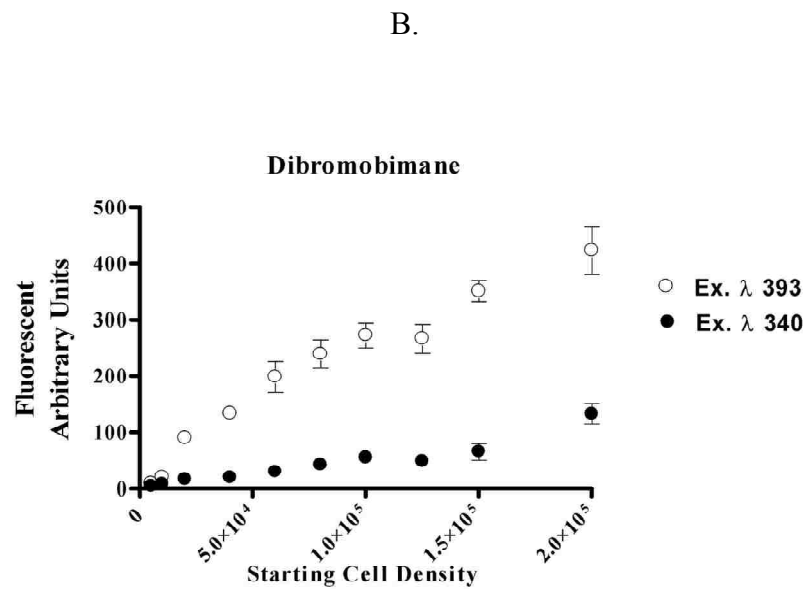 B.
Dibromobimane
Fluorescent
Arbitrary Units
500
400
300
200
100
0
0
5.0×10⁴
1.0×10⁵
1.5×10⁵
2.0×10⁵
Starting Cell Density
Ex. λ 393
Ex. λ 340